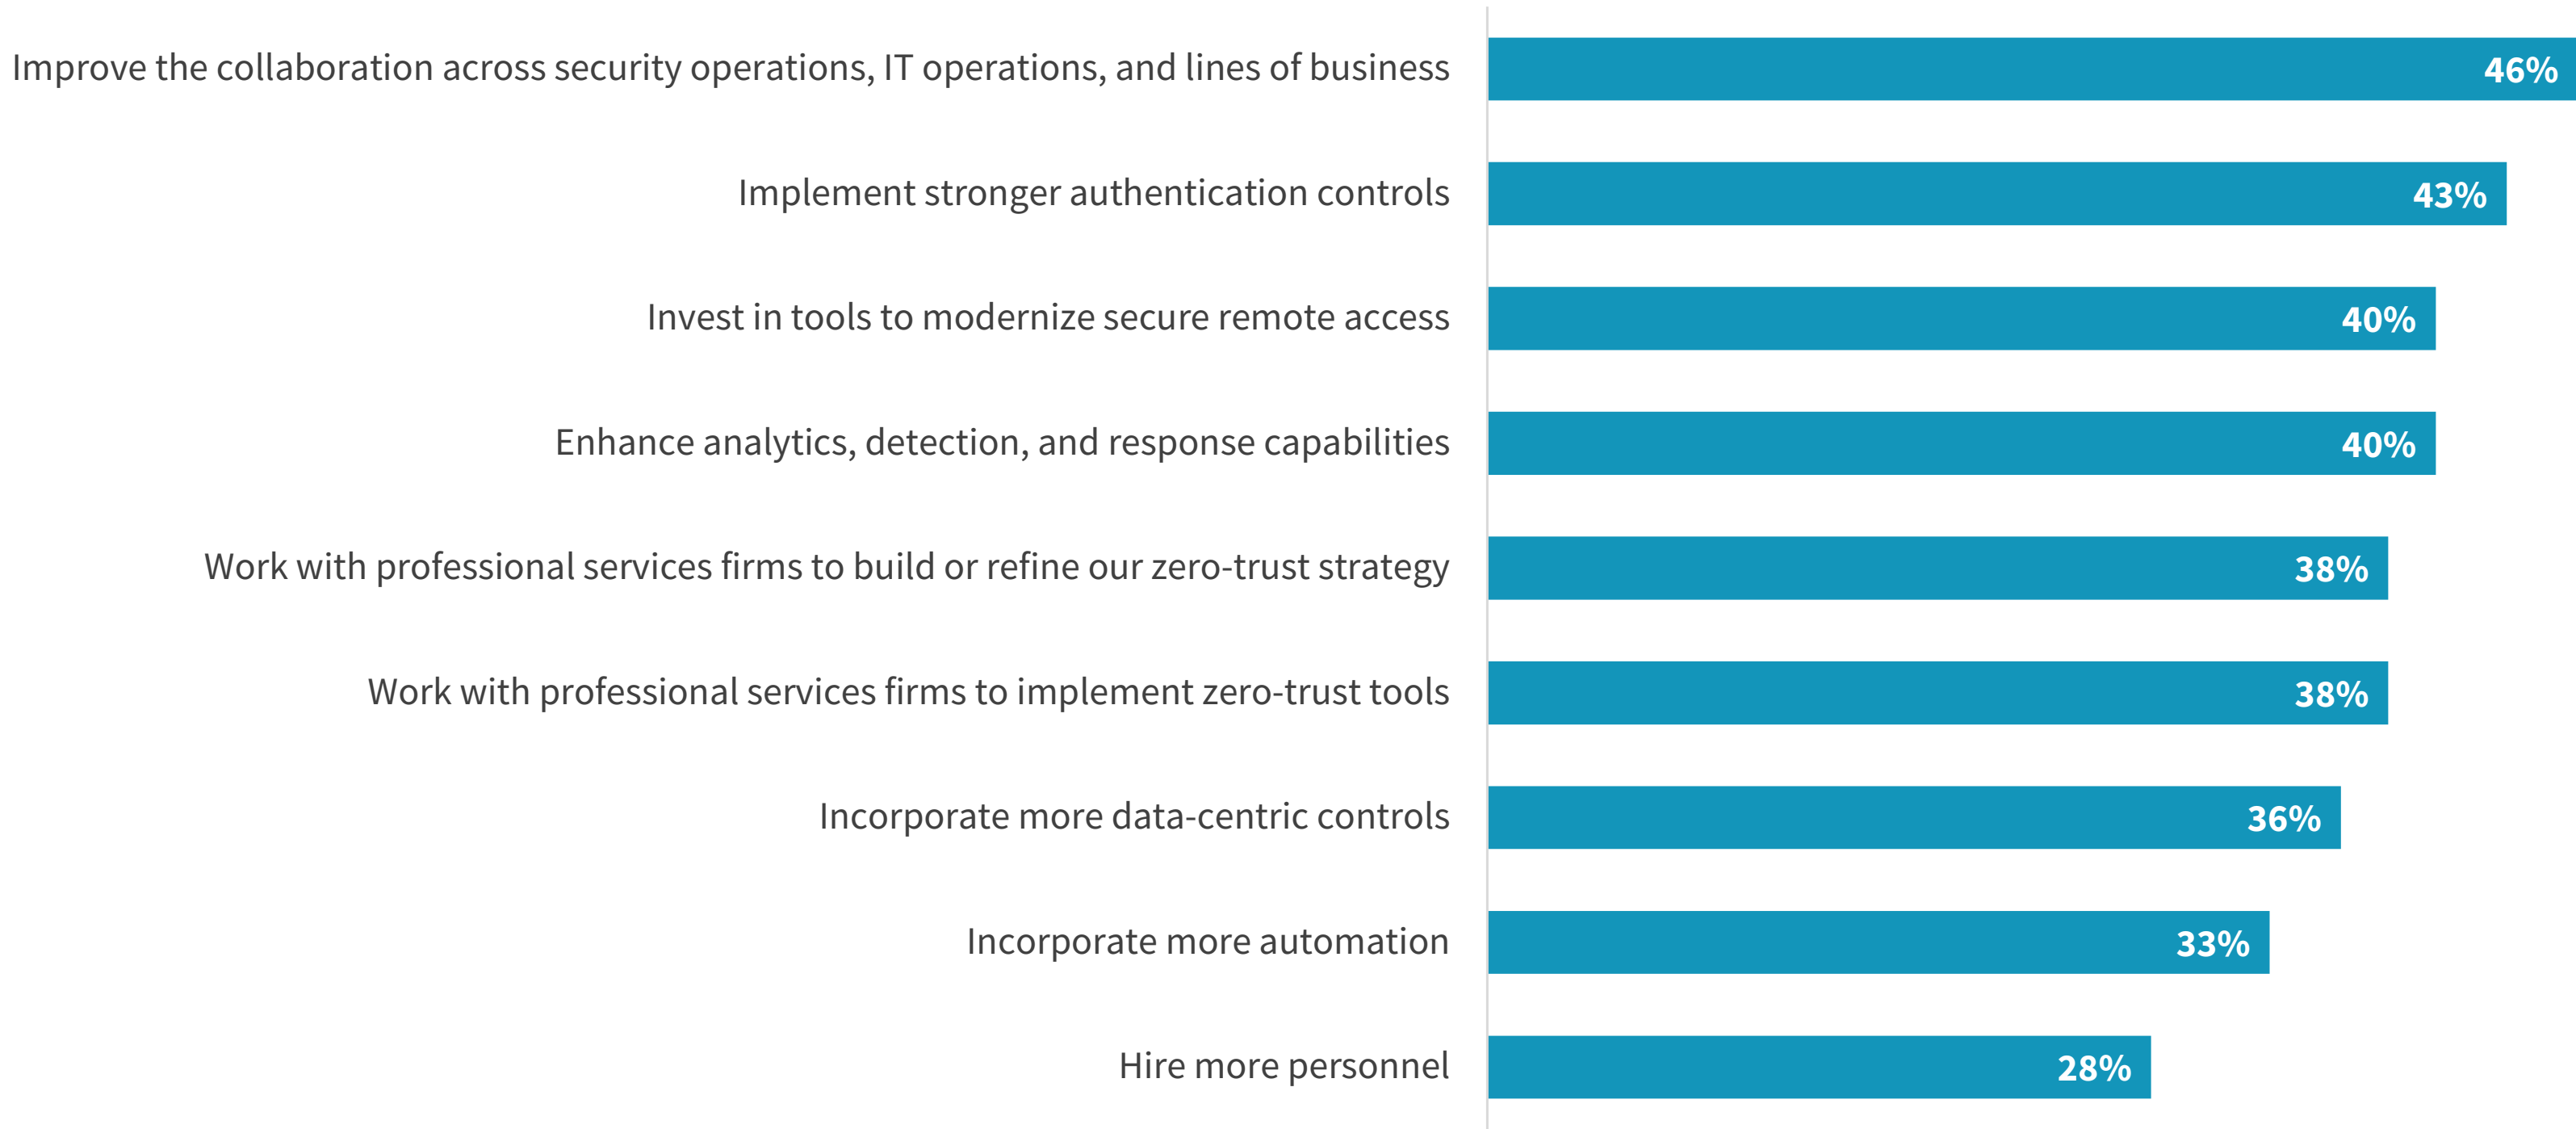 Improve the collaboration across security operations, IT operations, and lines of business 46%
Implement stronger authentication controls 43%
Invest in tools to modernize secure remote access 40%
Enhance analytics, detection, and response capabilities 40%
Work with professional services firms to build or refine our zero-trust strategy 38%
Work with professional services firms to implement zero-trust tools 38%
Incorporate more data-centric controls 36%
Incorporate more automation 33%
Hire more personnel 28%